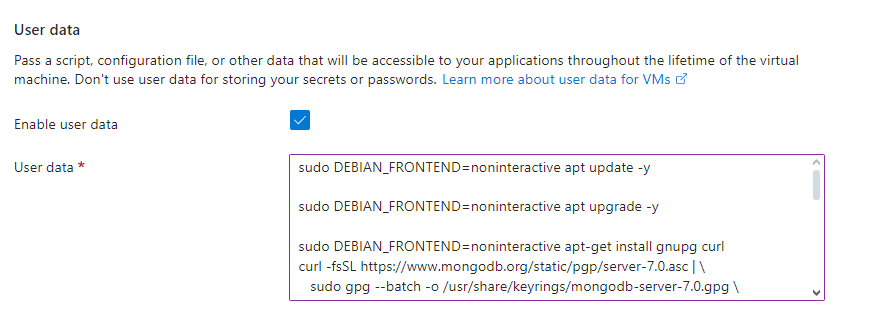 User data
Pass a script, configuration file, or other data that will be accessible to your applications throughout the lifetime of the virtual
machine. Don't use user data for storing your secrets or passwords. Learn more about user data for VMs
Enable user data
User data *
sudo DEBIAN_FRONTEND=noninteractive apt update -y
sudo DEBIAN_FRONTEND=noninteractive apt upgrade -y
sudo DEBIAN_FRONTEND=noninteractive apt-get install gnupg curl
curl -fsSL https://www.mongodb.org/static/pgp/server-7.0.asc | \
sudo gpg --batch -o /usr/share/keyrings/mongodb-server-7.0.gpg \